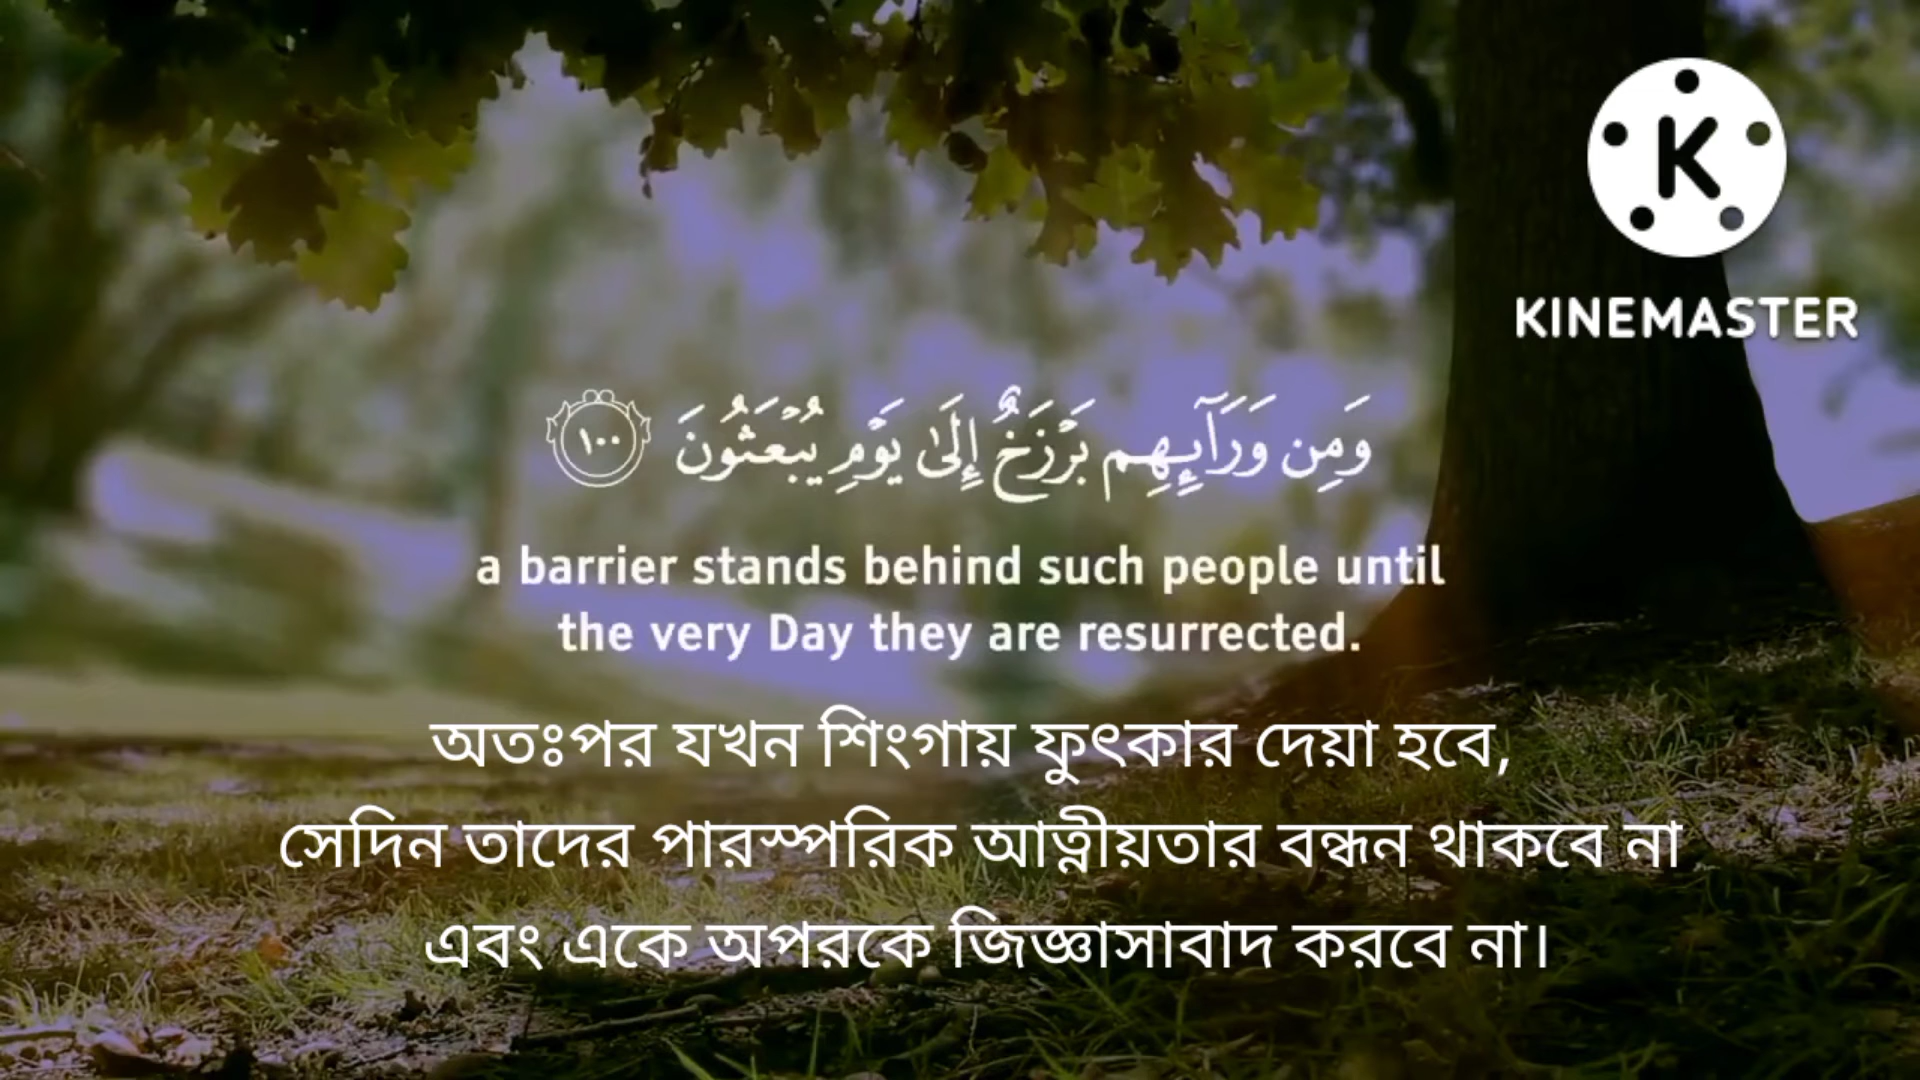 K
KINEMASTER
وَمِن وَرَآئِهِم بَرْزَخٌ إِلَىٰ يَوْمِ يُبْعَثُونَ ١٠٠
a barrier stands behind such people until
the very Day they are resurrected.
অতঃপর যখন শিংগায় ফুৎকার দেয়া হবে,
সেদিন তাদের পারস্পরিক আত্নীয়তার বন্ধন থাকবে না
এবং একে অপরকে জিজ্ঞাসাবাদ করবে না।